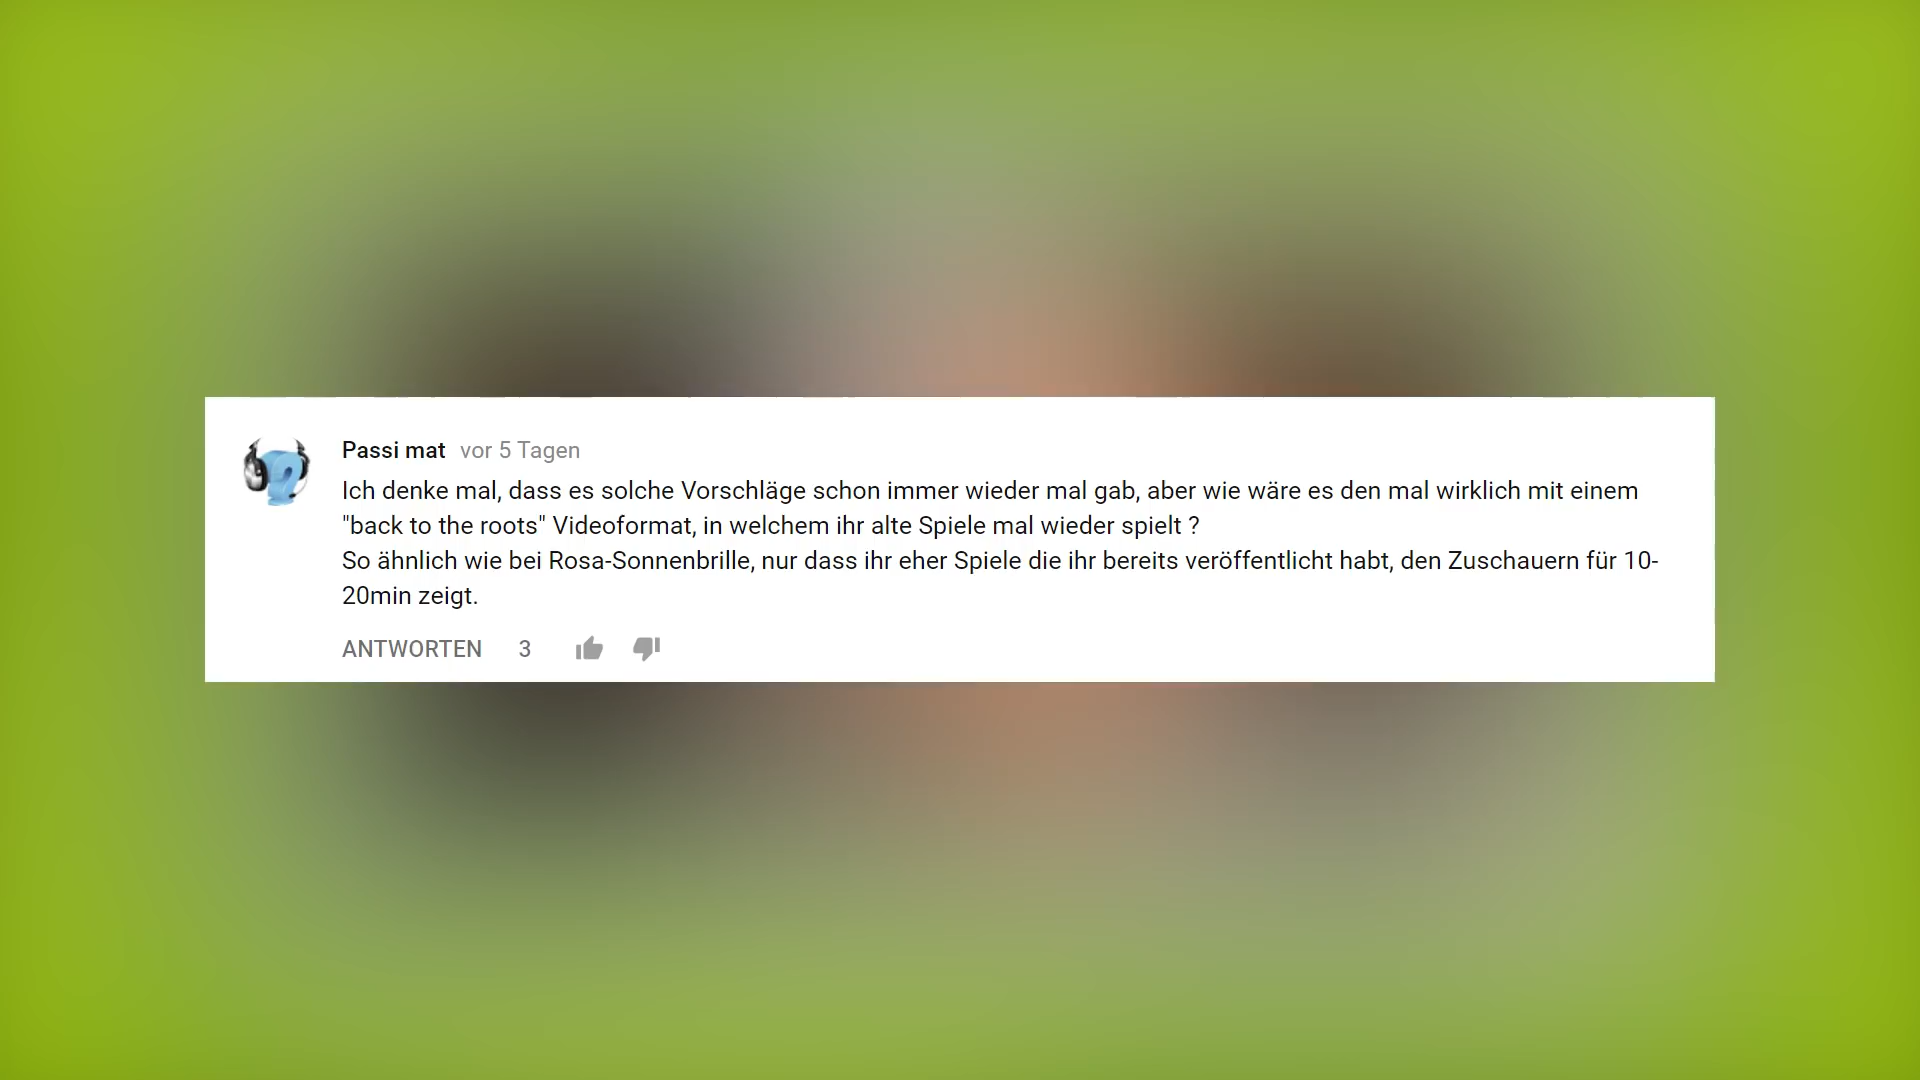 Passi mat vor 5 Tagen
Ich denke mal, dass es solche Vorschläge schon immer wieder mal gab, aber wie wäre es den mal wirklich mit einem
"back to the roots" Videoformat, in welchem ihr alte Spiele mal wieder spielt ?
So ähnlich wie bei Rosa-Sonnenbrille, nur dass ihr eher Spiele die ihr bereits veröffentlicht habt, den Zuschauern für 10-
20min zeigt.
ANTWORTEN 3